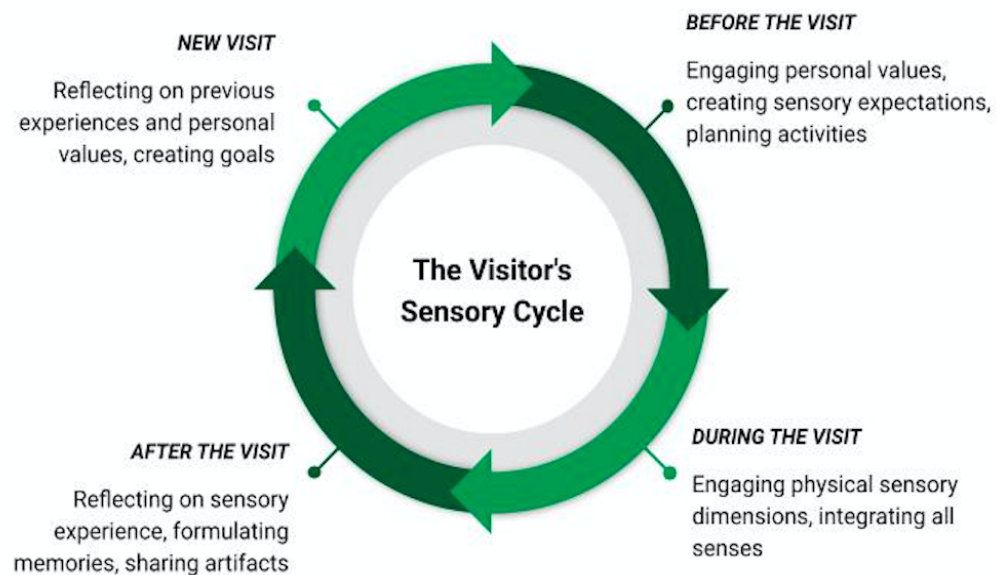 NEW VISIT
Reflecting on previous
experiences and personal
values, creating goals
BEFORE THE VISIT
Engaging personal values,
creating sensory expectations,
planning activities
The Visitor's
Sensory Cycle
AFTER THE VISIT
Reflecting on sensory
experience, formulating
memories, sharing artifacts
DURING THE VISIT
Engaging physical sensory
dimensions, integrating all
senses